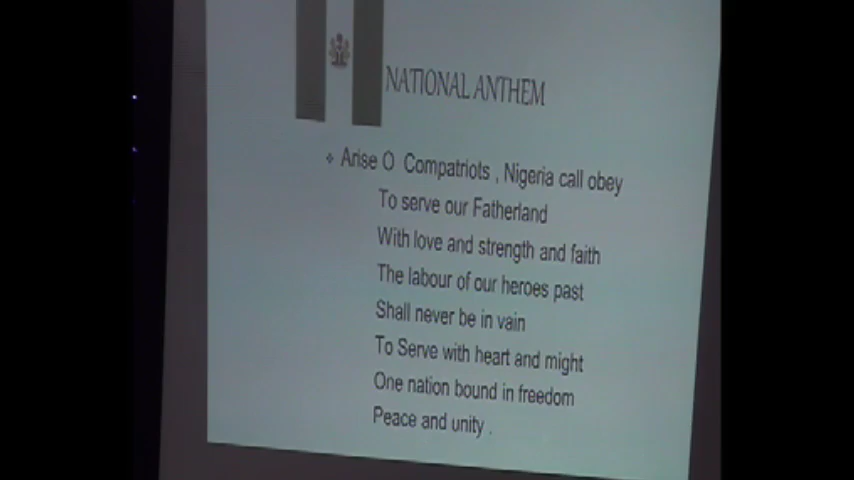 NATIONAL ANTHEM
Arise O Compatriots , Nigeria call obey
To serve our Fatherland
With love and strength and faith
The labour of our heroes past
Shall never be in vain
To Serve with heart and might
One nation bound in freedom
Peace and unity .